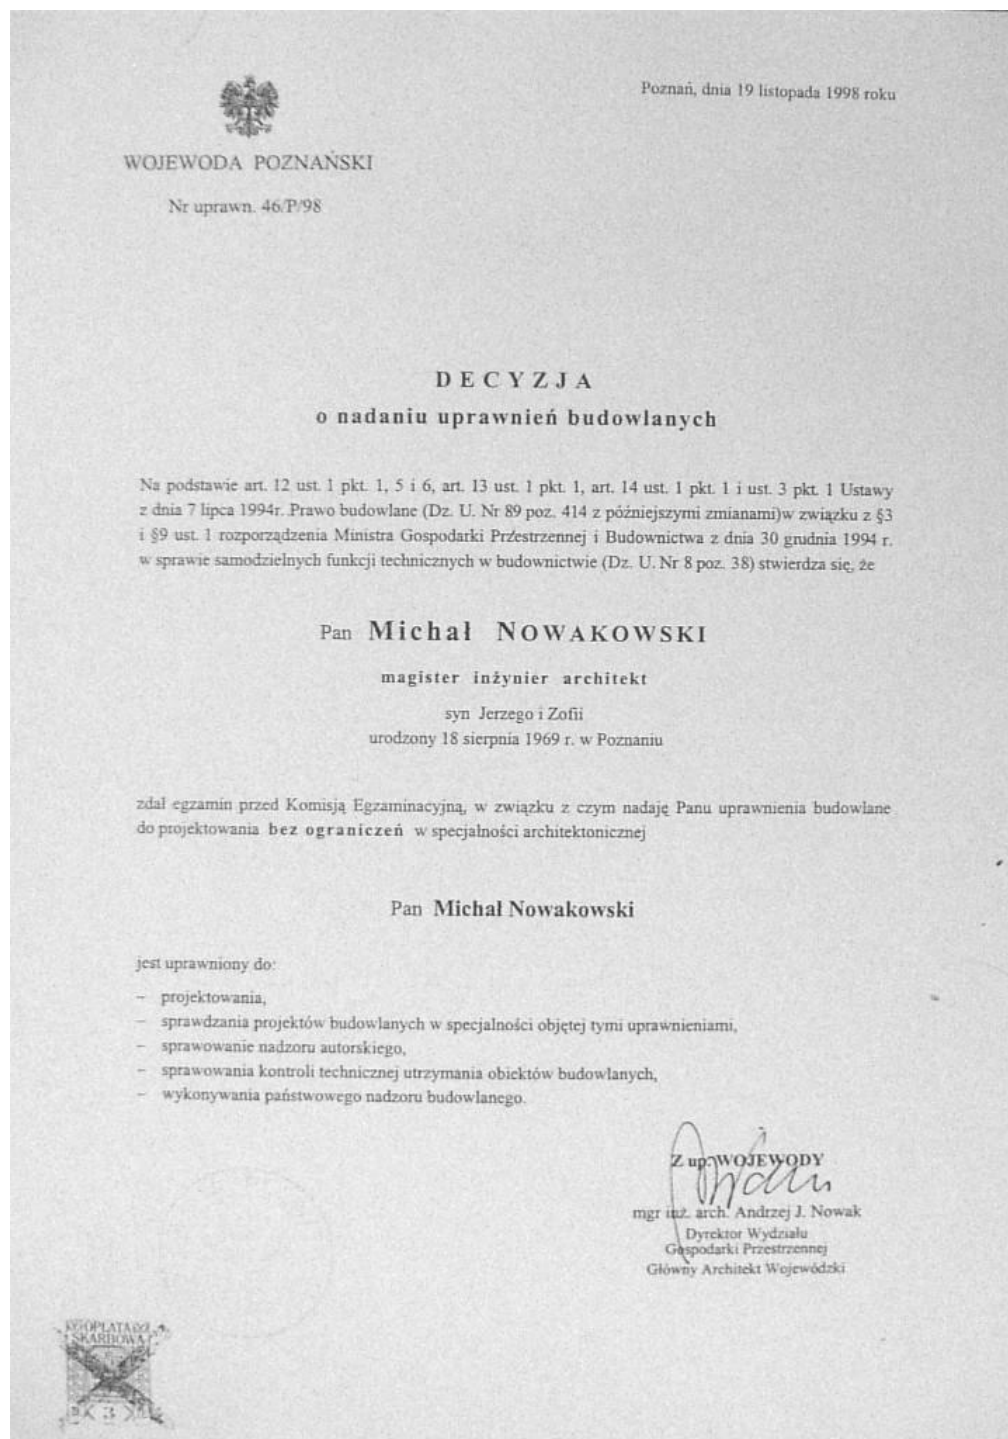 Poznań, dnia 19 listopada 1998 roku
WOJEWODA POZNAŃSKI
Nr uprawn. 46/P/98
DECYZJA
o nadaniu uprawnień budowlanych
Na podstawie art. 12 ust. 1 pkt. 1, 5 i 6, art. 13 ust. 1 pkt. 1, art. 14 ust. 1 pkt. 1 i ust. 3 pkt. 1 Ustawy
z dnia 7 lipca 1994r. Prawo budowlane (Dz. U. Nr 89 poz. 414 z późniejszymi zmianami)w związku z §3
i §9 ust. 1 rozporządzenia Ministra Gospodarki Przestrzennej i Budownictwa z dnia 30 grudnia 1994 r.
w sprawie samodzielnych funkcji technicznych w budownictwie (Dz. U. Nr 8 poz. 38) stwierdza się, że
Pan Michał NOWAKOWSKI
magister inżynier architekt
syn Jerzego i Zofii
urodzony 18 sierpnia 1969 r. w Poznaniu
zdał egzamin przed Komisją Egzaminacyjną, w związku z czym nadaję Panu uprawnienia budowlane
do projektowania bez ograniczeń w specjalności architektonicznej
Pan Michał Nowakowski
jest uprawniony do:
– projektowania,
– sprawdzania projektów budowlanych w specjalności objętej tymi uprawnieniami,
– sprawowanie nadzoru autorskiego,
– sprawowania kontroli technicznej utrzymania obiektów budowlanych,
– wykonywania państwowego nadzoru budowlanego.
Z up. WOJEWODY
mgr inż. arch. Andrzej J. Nowak
Dyrektor Wydziału
Gospodarki Przestrzennej
Główny Architekt Wojewódzki
OPŁATA
SKARBOWA
3